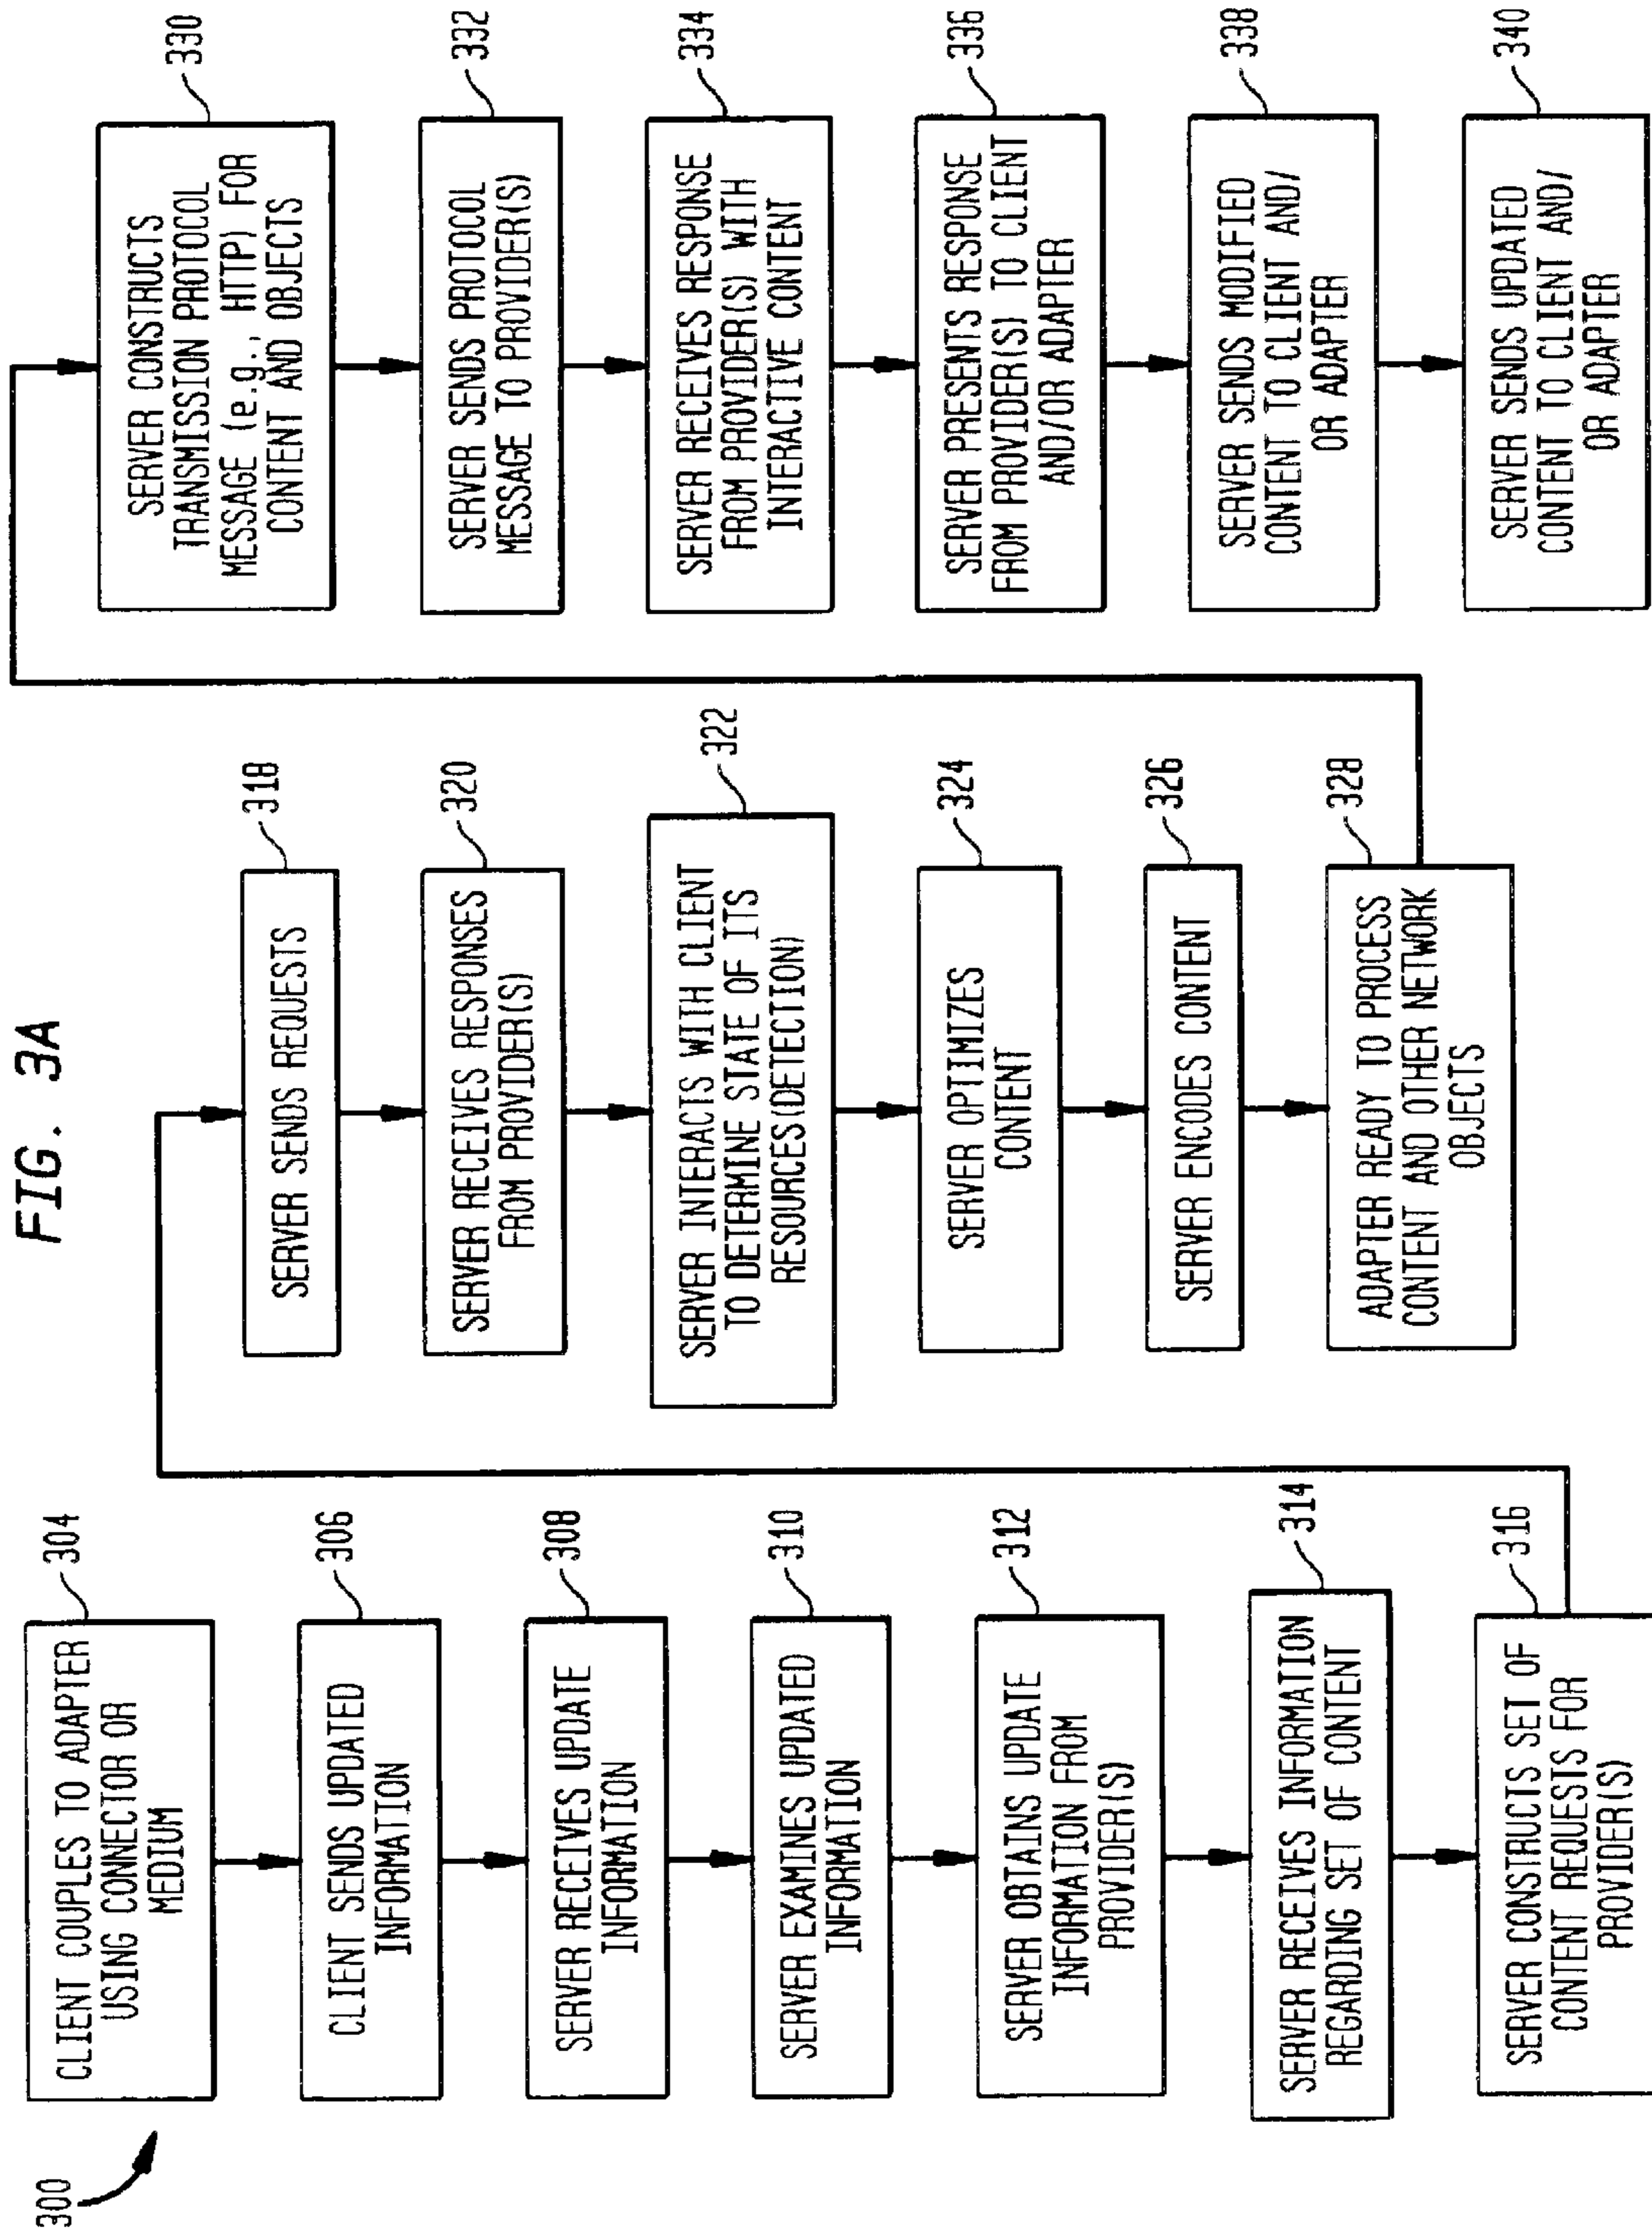 FIG. 3A
300
304
CLIENT COUPLES TO ADAPTER
USING CONNECTOR OR
MEDIUM
306
CLIENT SENDS UPDATED
INFORMATION
308
SERVER RECEIVES UPDATE
INFORMATION
310
SERVER EXAMINES UPDATED
INFORMATION
312
SERVER OBTAINS UPDATE
INFORMATION FROM
PROVIDER(S)
314
SERVER RECEIVES INFORMATION
REGARDING SET OF CONTENT
316
SERVER CONSTRUCTS SET OF
CONTENT REQUESTS FOR
PROVIDER(S)
318
SERVER SENDS REQUESTS
320
SERVER RECEIVES RESPONSES
FROM PROVIDER(S)
322
SERVER INTERACTS WITH CLIENT
TO DETERMINE STATE OF ITS
RESOURCES(DETECTION)
324
SERVER OPTIMIZES
CONTENT
326
SERVER ENCODES CONTENT
328
ADAPTER READY TO PROCESS
CONTENT AND OTHER NETWORK
OBJECTS
330
SERVER CONSTRUCTS
TRANSMISSION PROTOCOL
MESSAGE (e.g., HTTP) FOR
CONTENT AND OBJECTS
332
SERVER SENDS PROTOCOL
MESSAGE TO PROVIDER(S)
334
SERVER RECEIVES RESPONSE
FROM PROVIDER(S) WITH
INTERACTIVE CONTENT
336
SERVER PRESENTS RESPONSE
FROM PROVIDER(S) TO CLIENT
AND/OR ADAPTER
338
SERVER SENDS MODIFIED
CONTENT TO CLIENT AND/
OR ADAPTER
340
SERVER SENDS UPDATED
CONTENT TO CLIENT AND/
OR ADAPTER